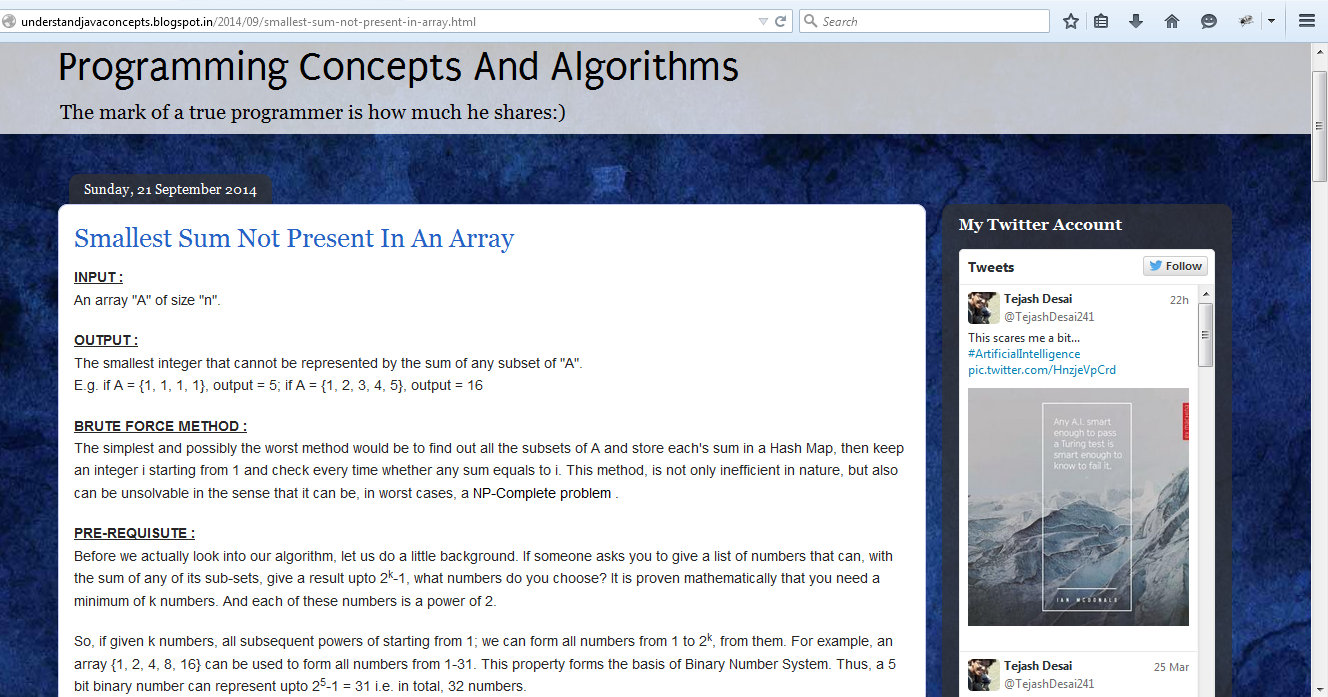 understandjavaconcepts.blogspot.in/2014/09/smallest-sum-not-present-in-array.html
Search
Programming Concepts And Algorithms
The mark of a true programmer is how much he shares:)
Sunday, 21 September 2014
Smallest Sum Not Present In An Array
INPUT :
An array "A" of size "n".
OUTPUT :
The smallest integer that cannot be represented by the sum of any subset of "A".
E.g. if A = {1, 1, 1, 1}, output = 5; if A = {1, 2, 3, 4, 5}, output = 16
BRUTE FORCE METHOD :
The simplest and possibly the worst method would be to find out all the subsets of A and store each's sum in a Hash Map, then keep
an integer i starting from 1 and check every time whether any sum equals to i. This method, is not only inefficient in nature, but also
can be unsolvable in the sense that it can be, in worst cases, a NP-Complete problem .
PRE-REQUISUTE :
Before we actually look into our algorithm, let us do a little background. If someone asks you to give a list of numbers that can, with
the sum of any of its sub-sets, give a result upto 2^k-1, what numbers do you choose? It is proven mathematically that you need a
minimum of k numbers. And each of these numbers is a power of 2.
So, if given k numbers, all subsequent powers of starting from 1; we can form all numbers from 1 to 2^k, from them. For example, an
array {1, 2, 4, 8, 16} can be used to form all numbers from 1-31. This property forms the basis of Binary Number System. Thus, a 5
bit binary number can represent upto 2^5-1 = 31 i.e. in total, 32 numbers.
My Twitter Account
Tweets
Follow
Tejash Desai
22h
@TejashDesai241
This scares me a bit...
#ArtificialIntelligence
pic.twitter.com/HnzjeVpCrd
Any A.I. smart
enough to pass
a Turing test is
smart enough to
know to fail it.
IAN MCDONALD
Tejash Desai
25 Mar
@TejashDesai241